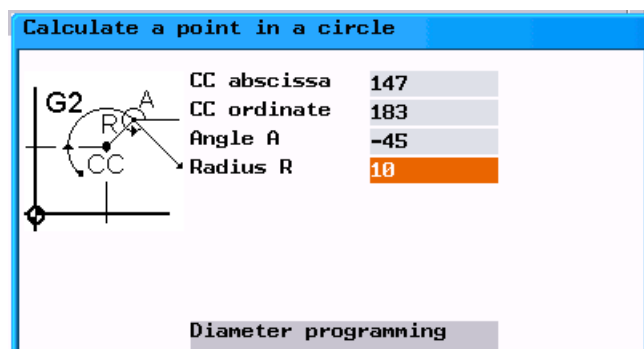 Calculate a point in a circle
CC abscissa 147
CC ordinate 183
Angle A -45
Radius R 10
G2
A
R
CC
Diameter programming